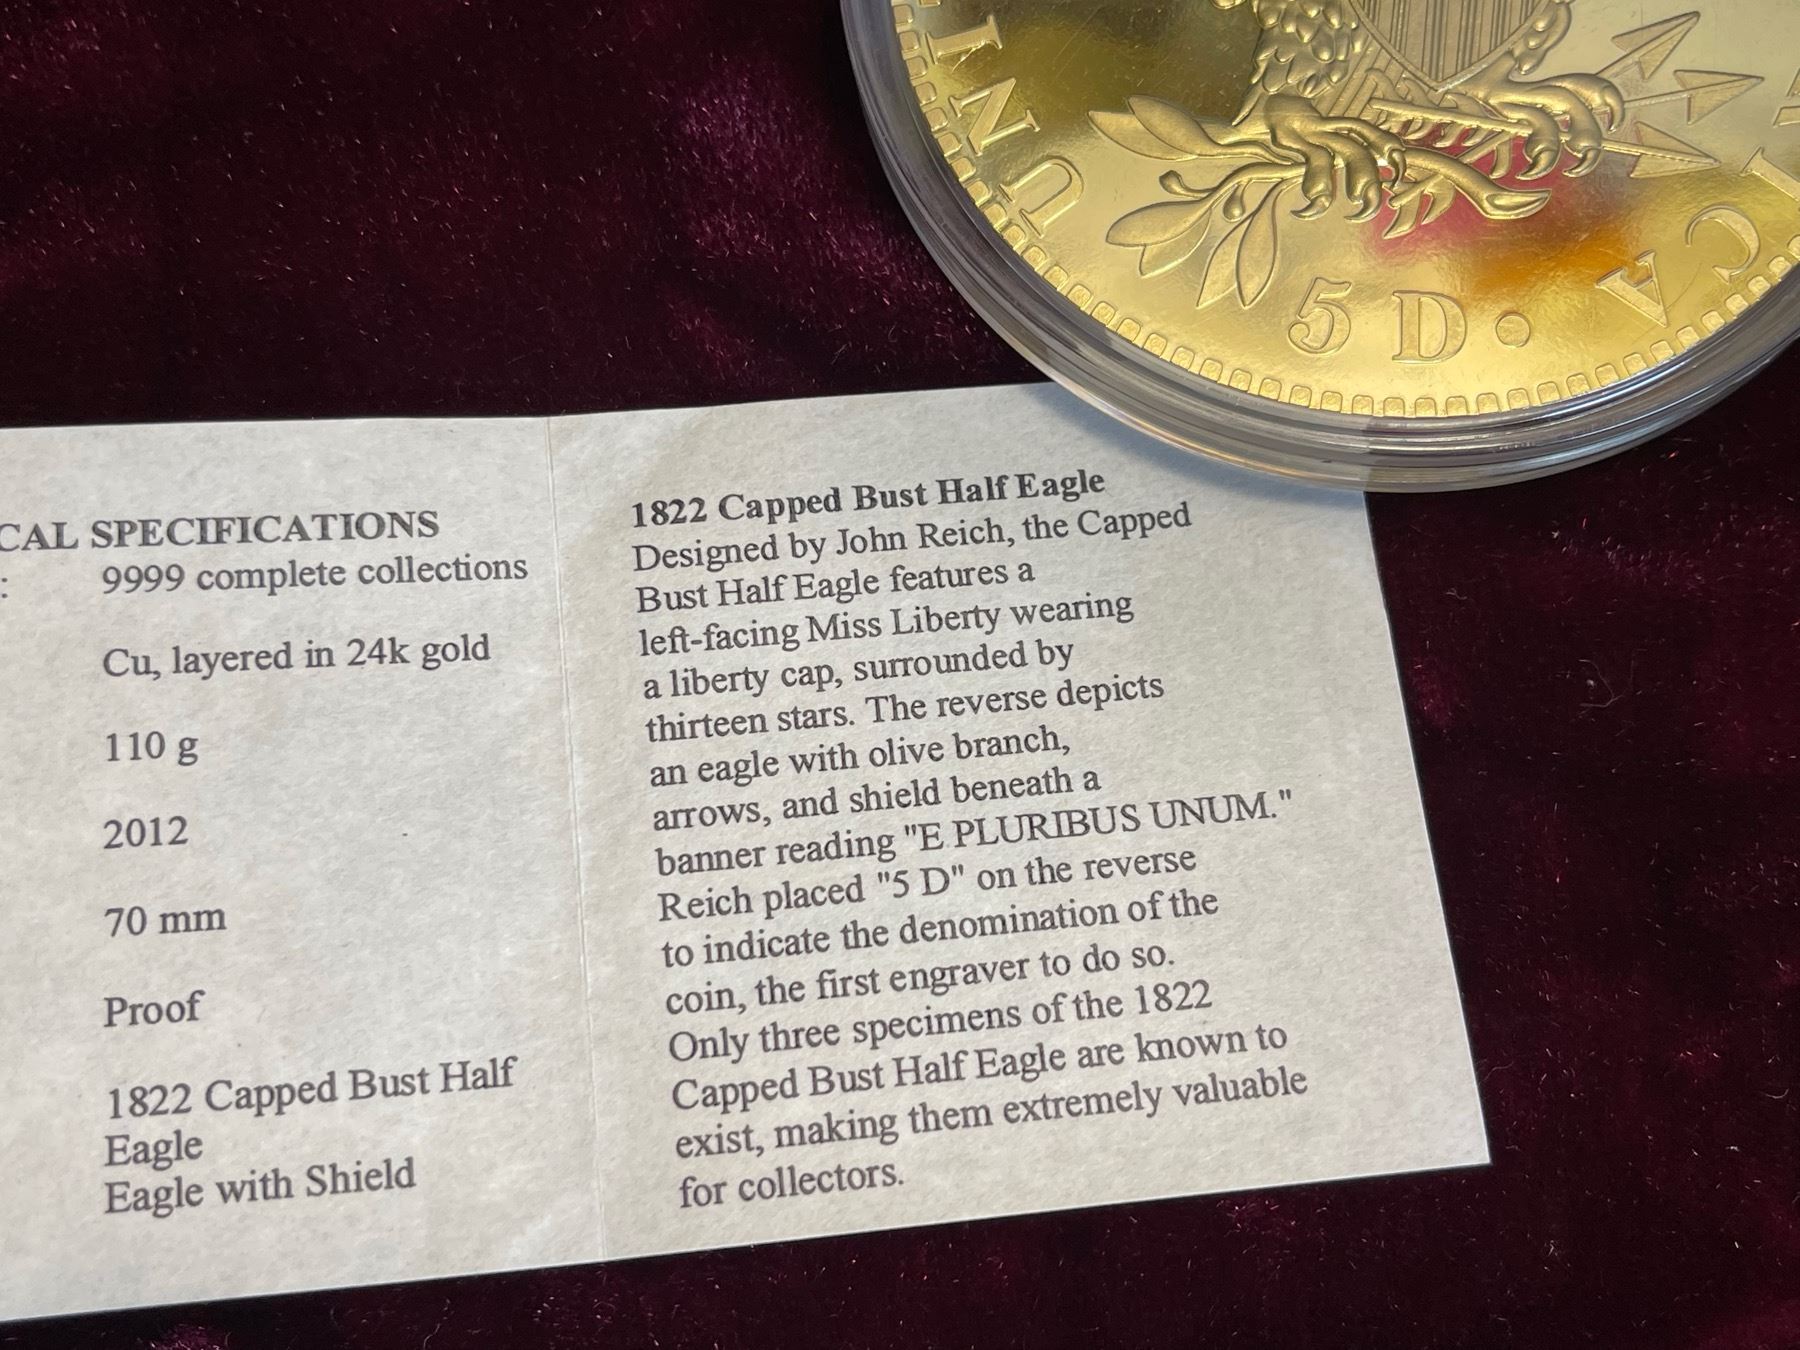 UNI
ICA
5 D.
CAL SPECIFICATIONS
: 9999 complete collections
Cu, layered in 24k gold
110 g
2012
70 mm
Proof
1822 Capped Bust Half
Eagle
Eagle with Shield
1822 Capped Bust Half Eagle
Designed by John Reich, the Capped
Bust Half Eagle features a
left-facing Miss Liberty wearing
a liberty cap, surrounded by
thirteen stars. The reverse depicts
an eagle with olive branch,
arrows, and shield beneath a
banner reading "E PLURIBUS UNUM."
Reich placed "5 D" on the reverse
to indicate the denomination of the
coin, the first engraver to do so.
Only three specimens of the 1822
Capped Bust Half Eagle are known to
exist, making them extremely valuable
for collectors.